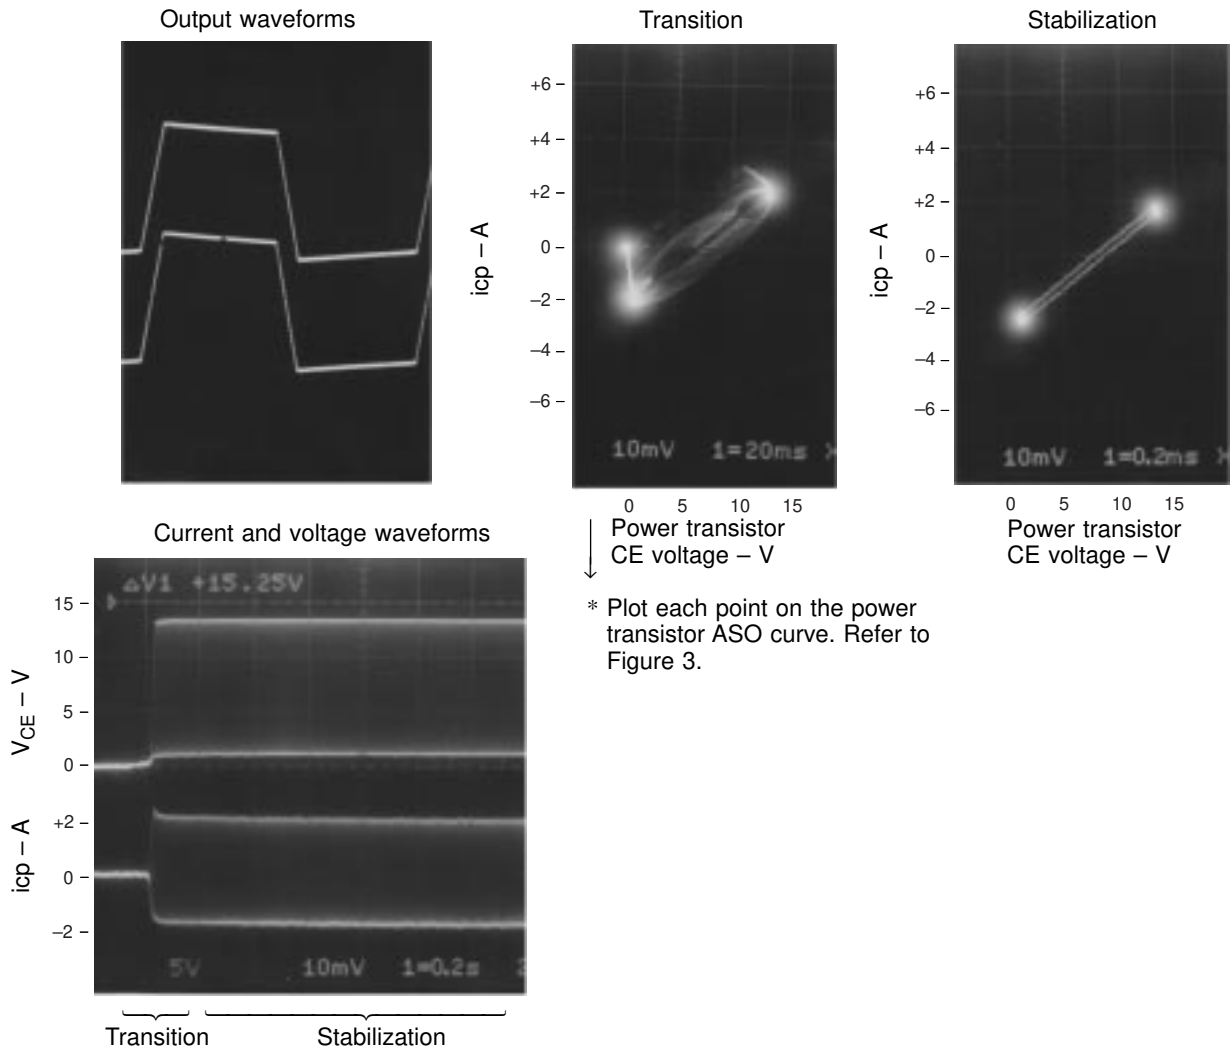 Output waveforms
Transition
+6
+4
+2
0
–2
–4
–6
icp – A
10mV 1=20ms
0 5 10 15
Power transistor
CE voltage – V
* Plot each point on the power
transistor ASO curve. Refer to
Figure 3.
Stabilization
+6
+4
+2
0
–2
–4
–6
icp – A
10mV 1=0.2ms
0 5 10 15
Power transistor
CE voltage – V
Current and voltage waveforms
△V1 +15.25V
15
10
5
0
VCE – V
+2
0
–2
icp – A
5V 10mV 1=0.2s
Transition Stabilization